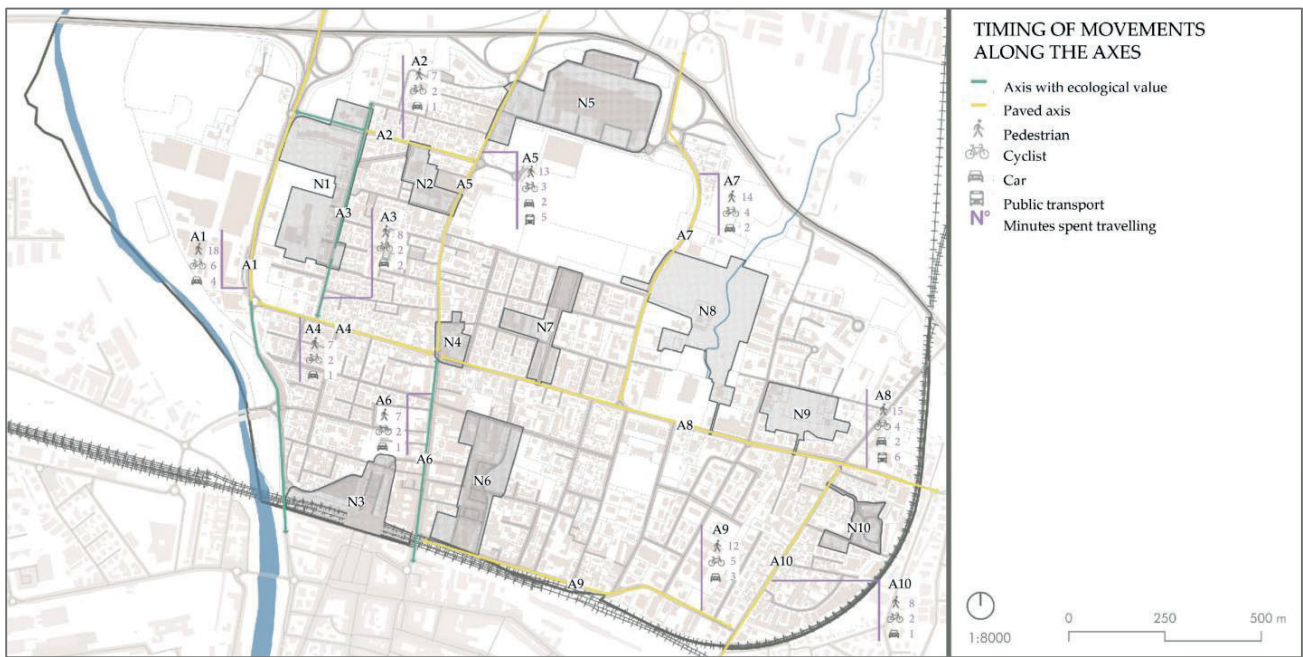 TIMING OF MOVEMENTS
ALONG THE AXES
Axis with ecological value
Paved axis
Pedestrian
Cyclist
Car
Public transport
N° Minutes spent travelling
1:8000
0 250 500 m
A1
18
6
4
A1
A2
7
2
1
A2
A3
8
2
2
A3
A4
7
2
1
A4
A5
13
3
2
5
A5
A6
7
2
1
A6
A7
14
4
2
A7
A8
15
4
2
6
A8
A9
12
5
3
A9
A10
8
2
1
A10
N1
N2
N3
N4
N5
N6
N7
N8
N9
N10